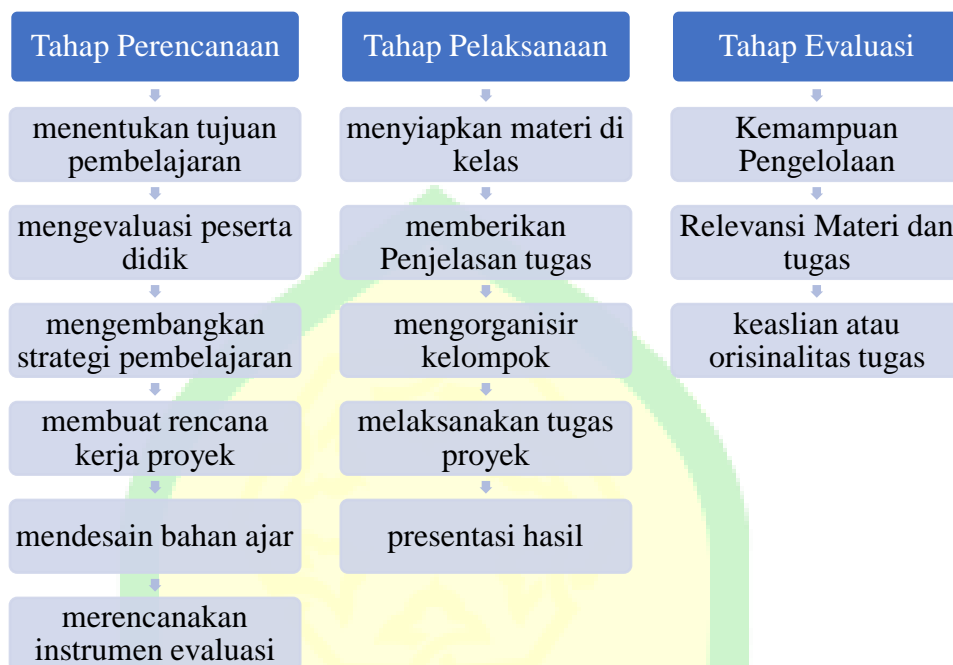 Tahap Perencanaan
menentukan tujuan
pembelajaran
mengevaluasi peserta
didik
mengembangkan
strategi pembelajaran
membuat rencana
kerja proyek
mendesain bahan ajar
merencanakan
instrumen evaluasi
Tahap Pelaksanaan
menyiapkan materi di
kelas
memberikan
Penjelasan tugas
mengorganisir
kelompok
melaksanakan tugas
proyek
presentasi hasil
Tahap Evaluasi
Kemampuan
Pengelolaan
Relevansi Materi dan
tugas
keaslian atau
orisinalitas tugas